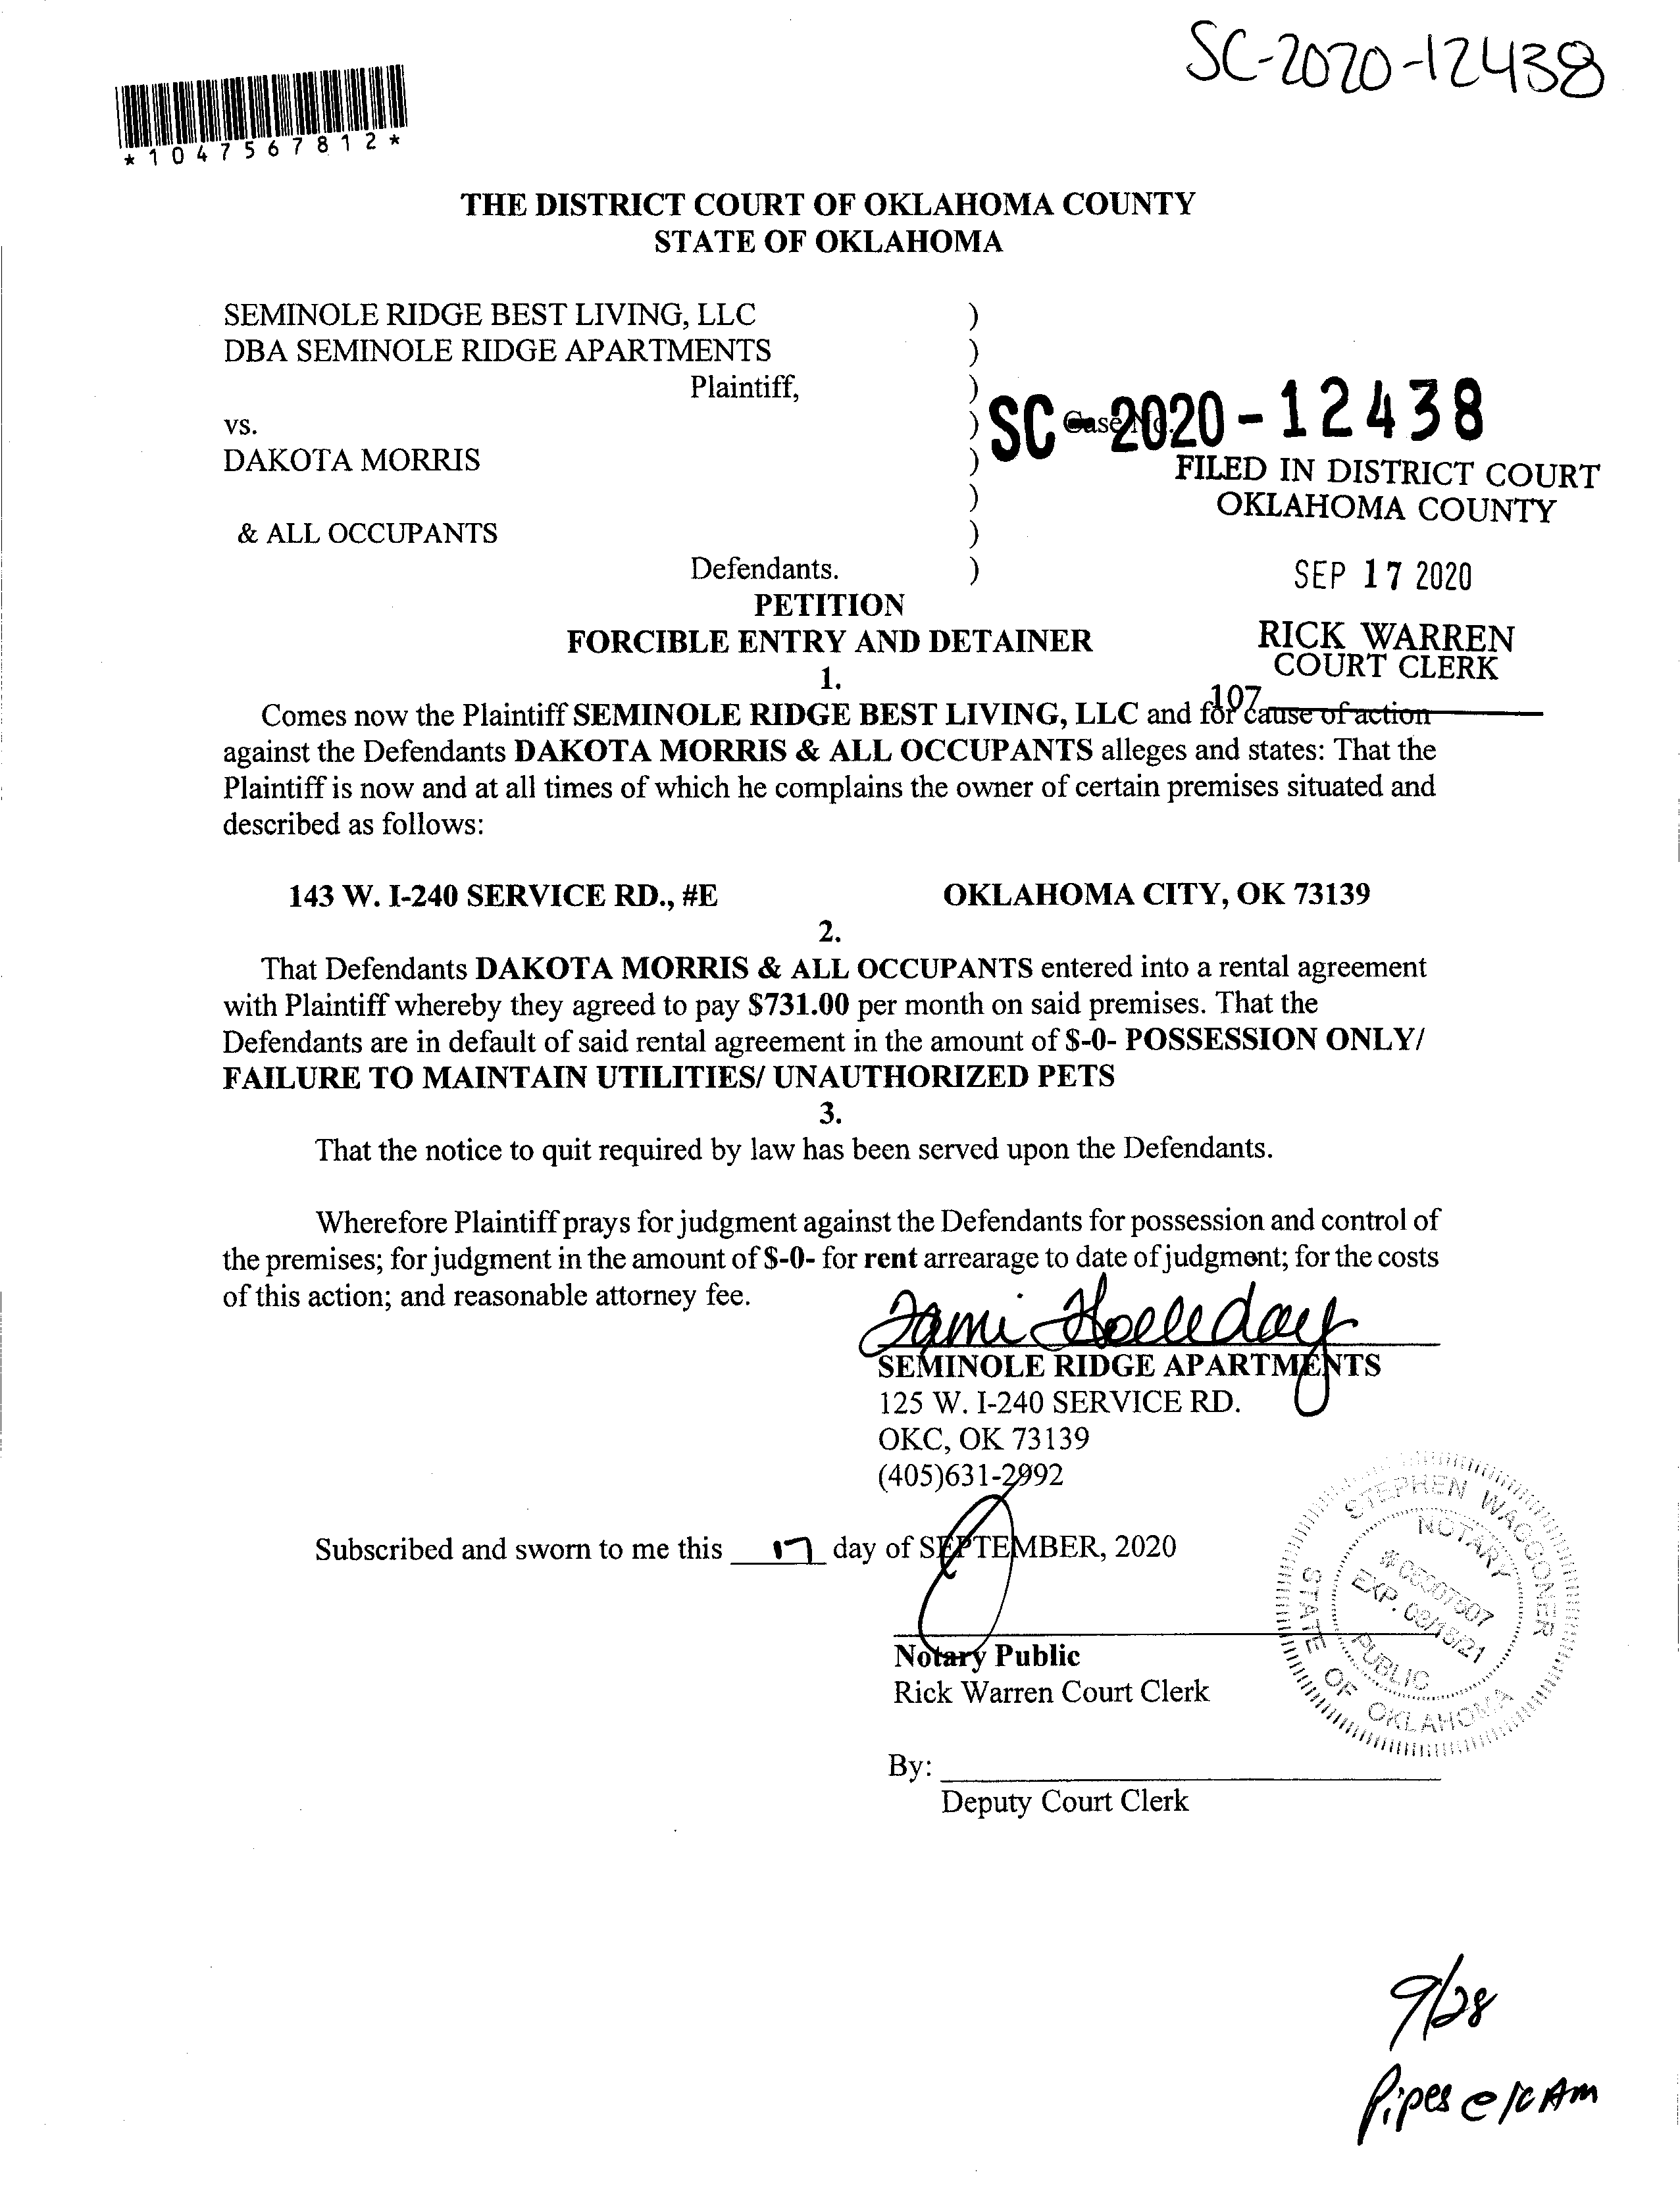 SC-2020-12438
*1047567812*
THE DISTRICT COURT OF OKLAHOMA COUNTY
STATE OF OKLAHOMA
SEMINOLE RIDGE BEST LIVING, LLC )
DBA SEMINOLE RIDGE APARTMENTS )
Plaintiff, )
vs. ) Case No. SC-2020-12438
DAKOTA MORRIS )
FILED IN DISTRICT COURT
OKLAHOMA COUNTY
)
& ALL OCCUPANTS )
Defendants. )
SEP 17 2020
PETITION
FORCIBLE ENTRY AND DETAINER
RICK WARREN
COURT CLERK
1.
107
Comes now the Plaintiff SEMINOLE RIDGE BEST LIVING, LLC and for cause of action
against the Defendants DAKOTA MORRIS & ALL OCCUPANTS alleges and states: That the
Plaintiff is now and at all times of which he complains the owner of certain premises situated and
described as follows:
143 W. I-240 SERVICE RD., #E OKLAHOMA CITY, OK 73139
2.
That Defendants DAKOTA MORRIS & ALL OCCUPANTS entered into a rental agreement
with Plaintiff whereby they agreed to pay $731.00 per month on said premises. That the
Defendants are in default of said rental agreement in the amount of $-0- POSSESSION ONLY/
FAILURE TO MAINTAIN UTILITIES/ UNAUTHORIZED PETS
3.
That the notice to quit required by law has been served upon the Defendants.
Wherefore Plaintiff prays for judgment against the Defendants for possession and control of
the premises; for judgment in the amount of $-0- for rent arrearage to date of judgment; for the costs
of this action; and reasonable attorney fee.
Tami Holleday
SEMINOLE RIDGE APARTMENTS
125 W. I-240 SERVICE RD.
OKC, OK 73139
(405)631-2992
Subscribed and sworn to me this 17 day of SEPTEMBER, 2020
STEPHEN WAGGONER
NOTARY
EXP.
PUBLIC
STATE OF OKLAHOMA
Notary Public
Rick Warren Court Clerk
By:
Deputy Court Clerk
9/28
Pipes @ 10 Am